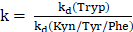 k = k_d(Tryp) / k_d(Kyn/Tyr/Phe)